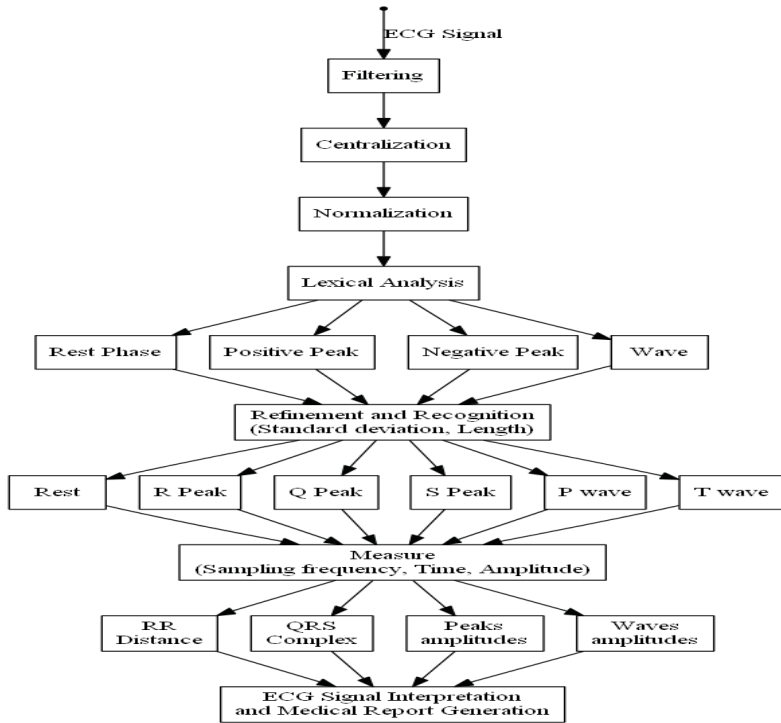 ECG Signal
Filtering
Centralization
Normalization
Lexical Analysis
Rest Phase
Positive Peak
Negative Peak
Wave
Refinement and Recognition
(Standard deviation, Length)
Rest
R Peak
Q Peak
S Peak
P wave
T wave
Measure
(Sampling frequency, Time, Amplitude)
RR
Distance
QRS
Complex
Peaks
amplitudes
Waves
amplitudes
ECG Signal Interpretation
and Medical Report Generation